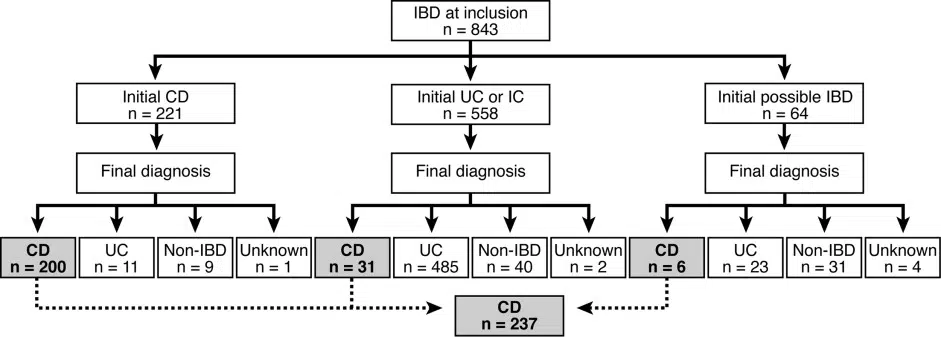 IBD at inclusion
n = 843
Initial CD
n = 221
Initial UC or IC
n = 558
Initial possible IBD
n = 64
Final diagnosis
Final diagnosis
Final diagnosis
CD
n = 200
UC
n = 11
Non-IBD
n = 9
Unknown
n = 1
CD
n = 31
UC
n = 485
Non-IBD
n = 40
Unknown
n = 2
CD
n = 6
UC
n = 23
Non-IBD
n = 31
Unknown
n = 4
CD
n = 237